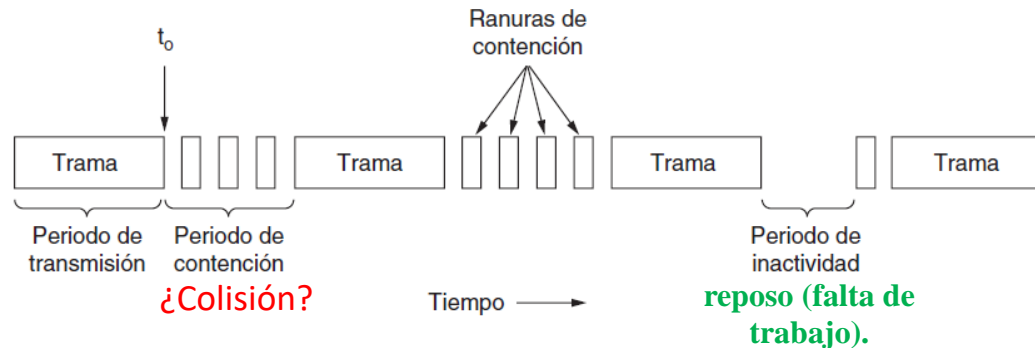 Ranuras de
contención
t₀
Trama
Trama
Trama
Trama
Periodo de
transmisión
Periodo de
contención
¿Colisión?
Periodo de
inactividad
reposo (falta de
trabajo).
Tiempo